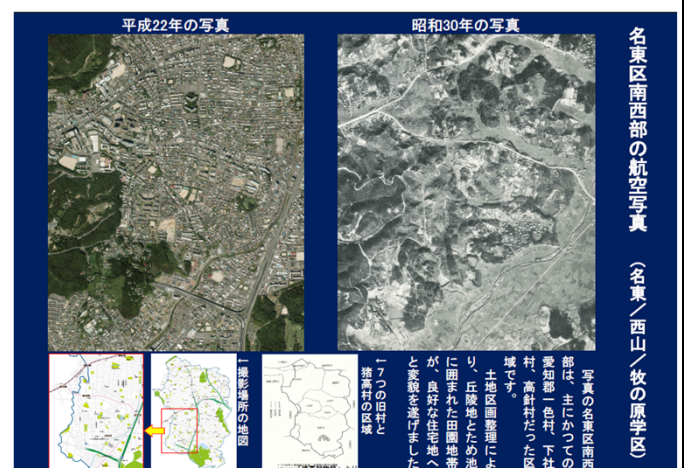 名東区南西部の航空写真
(名東/西山/牧の原学区)
昭和30年の写真
平成22年の写真
写真の名東区南西
部は、主にかつての
愛知郡一色村、下社
村、高針村だった区
域です。
土地区画整理によ
り、丘陵地とため池
に囲まれた田園地帯
が、良好な住宅地へ
と変貌を遂げました
←7つの旧村と
猪高村の区域
←撮影場所の地図